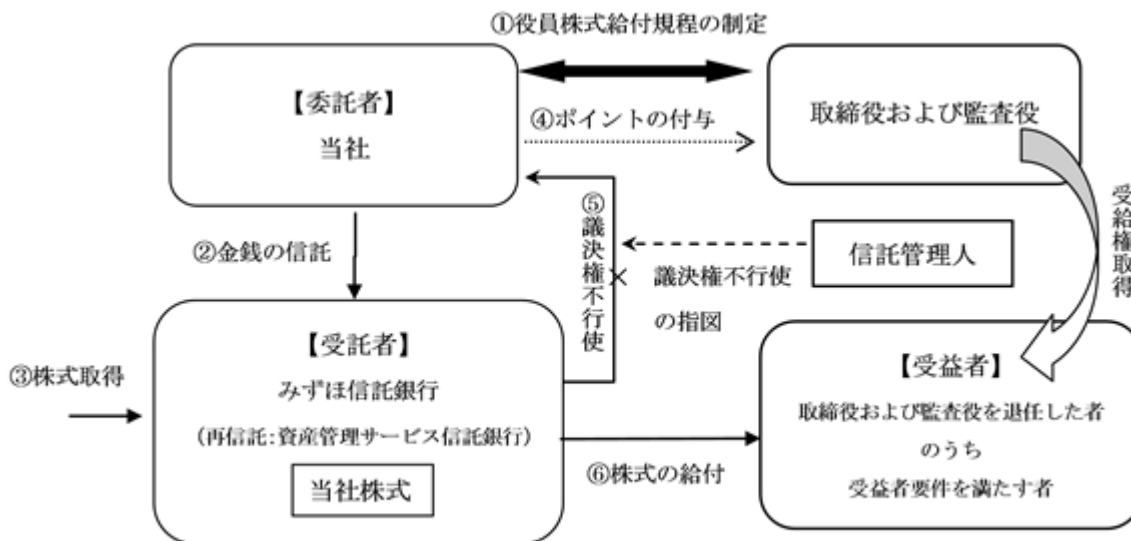 ①役員株式給付規程の制定
【委託者】
当社
取締役および監査役
④ポイントの付与
②金銭の信託
⑤議決権不行使
×
議決権不行使
の指図
信託管理人
受給権取得
③株式取得
【受託者】
みずほ信託銀行
（再信託：資産管理サービス信託銀行）
当社株式
⑥株式の給付
【受益者】
取締役および監査役を退任した者
のうち
受益者要件を満たす者